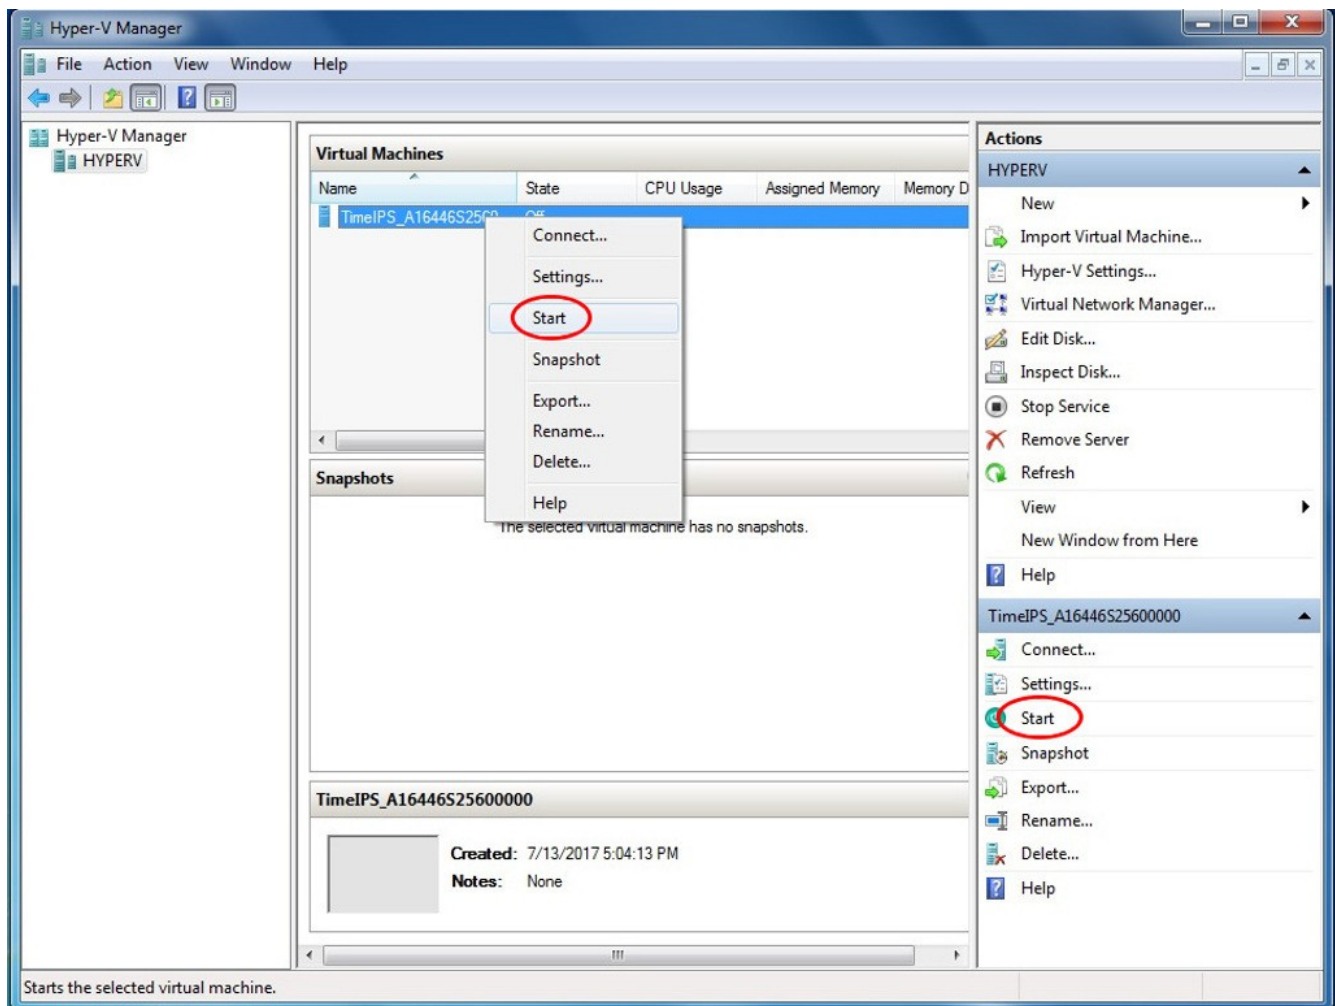 Hyper-V Manager
File Action View Window Help
Hyper-V Manager
HYPERV
Virtual Machines
Name State CPU Usage Assigned Memory Memory D
TimeIPS_A16446S2560 Off
Connect...
Settings...
Start
Snapshot
Export...
Rename...
Delete...
Help
Snapshots
The selected virtual machine has no snapshots.
TimeIPS_A16446S25600000
Created: 7/13/2017 5:04:13 PM
Notes: None
Actions
HYPERV
New
Import Virtual Machine...
Hyper-V Settings...
Virtual Network Manager...
Edit Disk...
Inspect Disk...
Stop Service
Remove Server
Refresh
View
New Window from Here
Help
TimeIPS_A16446S25600000
Connect...
Settings...
Start
Snapshot
Export...
Rename...
Delete...
Help
Starts the selected virtual machine.